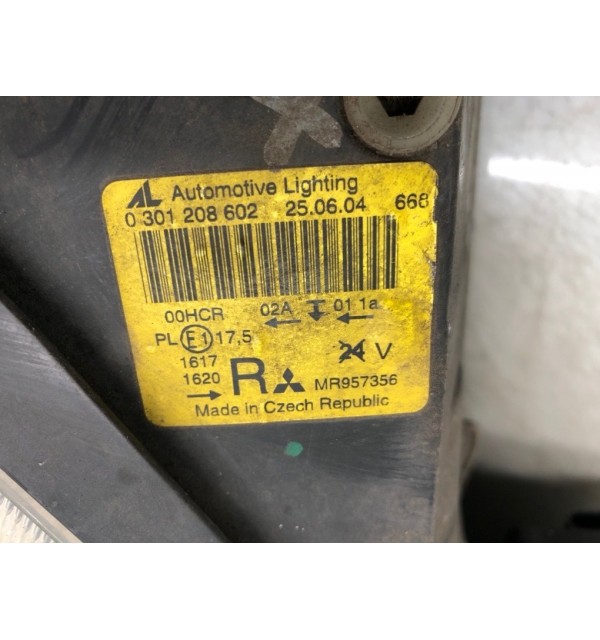 AL Automotive Lighting
0 301 208 602 25.06.04 668
00HCR 02A 01 1a
PL E1 17,5
1617 24 V
1620 R MR957356
Made in Czech Republic